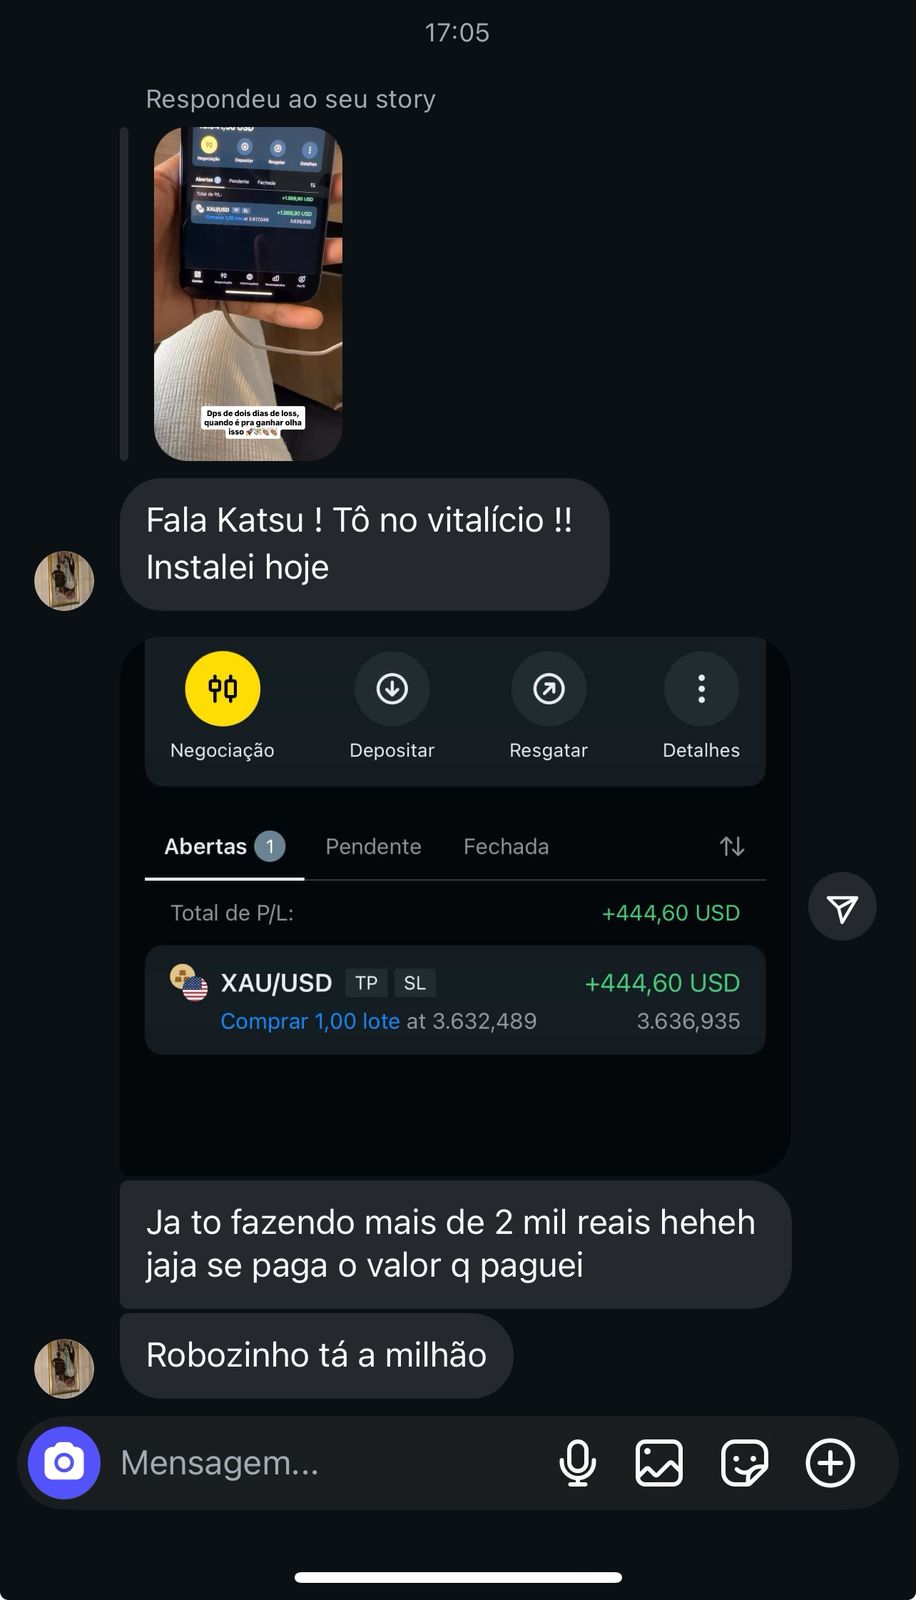 17:05
Respondeu ao seu story
Negociação Depositar Resgatar Detalhes
Abertas 1 Pendente Fechada
Total de P/L: +1.988,90 USD
XAU/USD TP SL +1.988,90 USD
Comprar 1,00 lote at 3.617,046 3.636,935
Dps de dois dias de loss,
quando é pra ganhar olha
isso 🚀💸👏🏽👏🏽
Fala Katsu ! Tô no vitalício !!
Instalei hoje
Negociação Depositar Resgatar Detalhes
Abertas 1 Pendente Fechada
Total de P/L: +444,60 USD
XAU/USD TP SL +444,60 USD
Comprar 1,00 lote at 3.632,489 3.636,935
Ja to fazendo mais de 2 mil reais heheh
jaja se paga o valor q paguei
Robozinho tá a milhão
Mensagem...